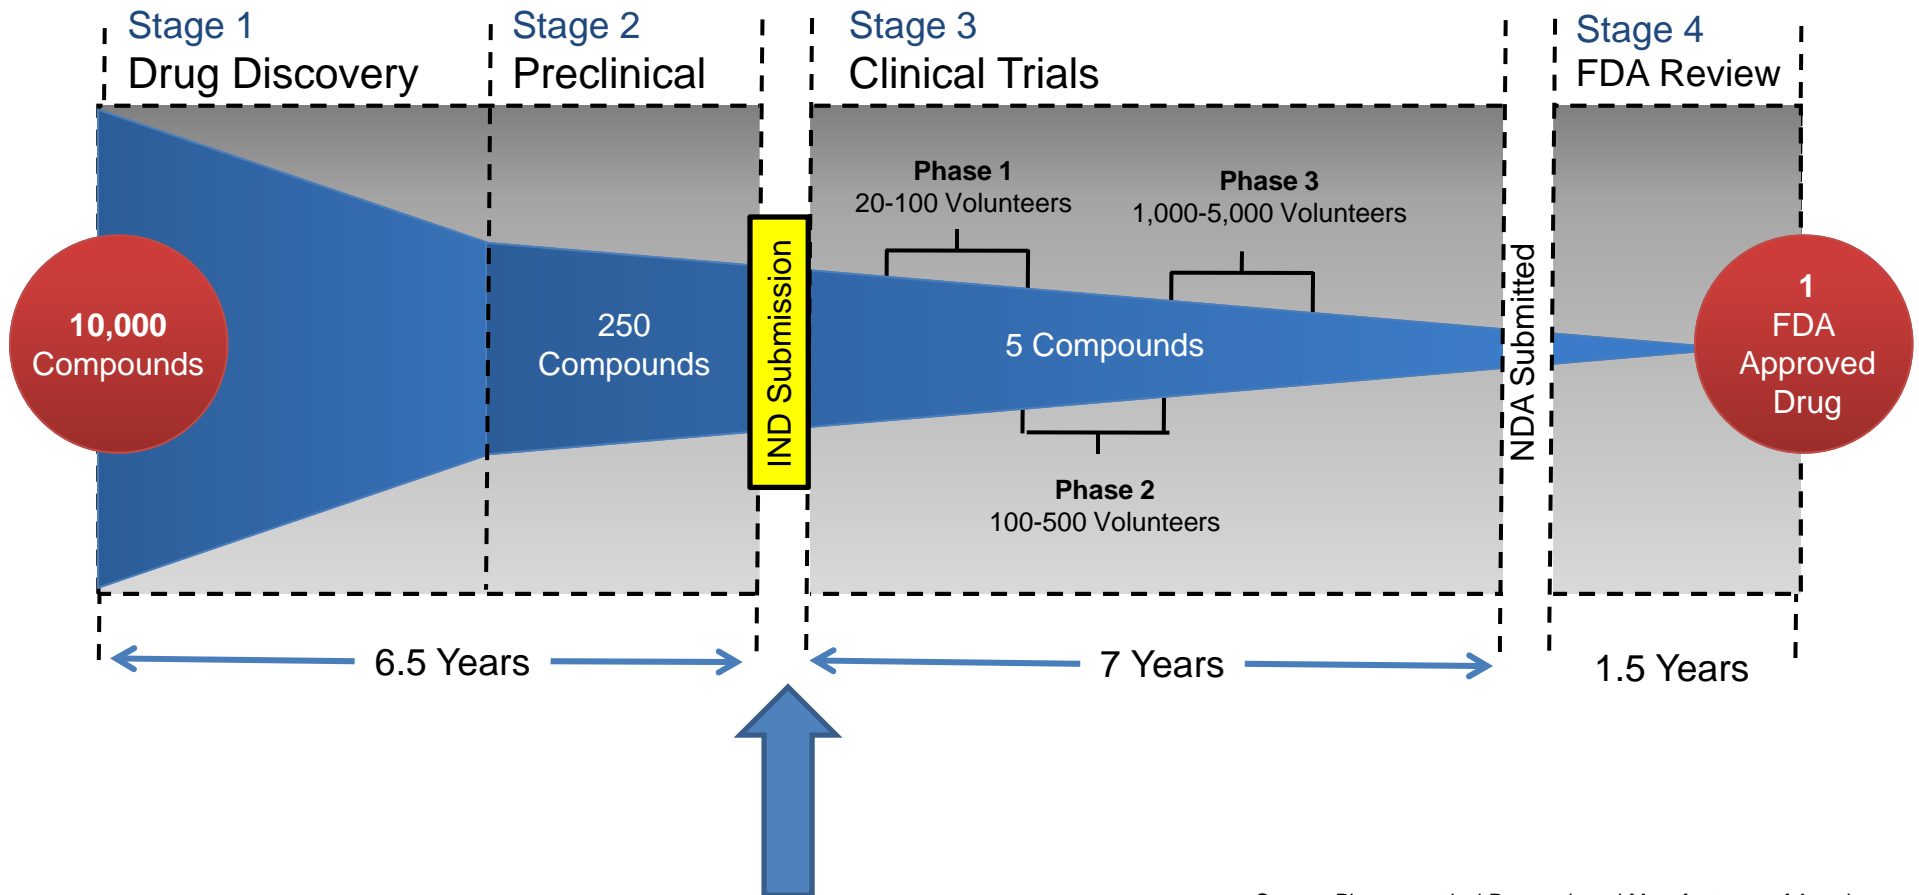 Stage 1
Drug Discovery
Stage 2
Preclinical
Stage 3
Clinical Trials
Stage 4
FDA Review
10,000
Compounds
250
Compounds
IND Submission
Phase 1
20-100 Volunteers
Phase 3
1,000-5,000 Volunteers
5 Compounds
Phase 2
100-500 Volunteers
NDA Submitted
1
FDA
Approved
Drug
6.5 Years
7 Years
1.5 Years